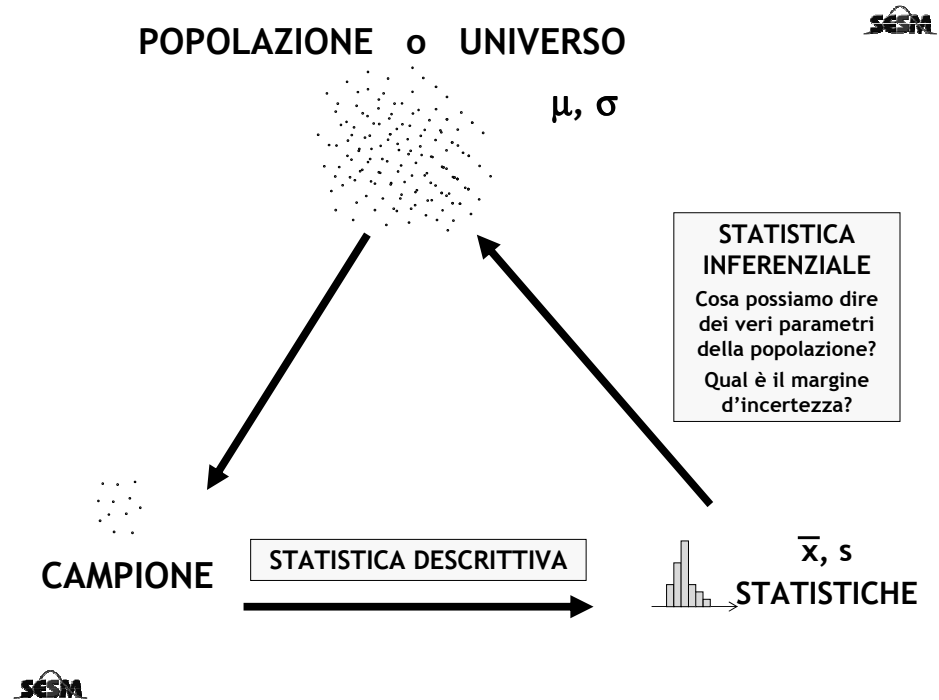 SESM
POPOLAZIONE o UNIVERSO
μ, σ
STATISTICA
INFERENZIALE
Cosa possiamo dire
dei veri parametri
della popolazione?
Qual è il margine
d'incertezza?
CAMPIONE
STATISTICA DESCRITTIVA
x̅, s
STATISTICHE
SESM